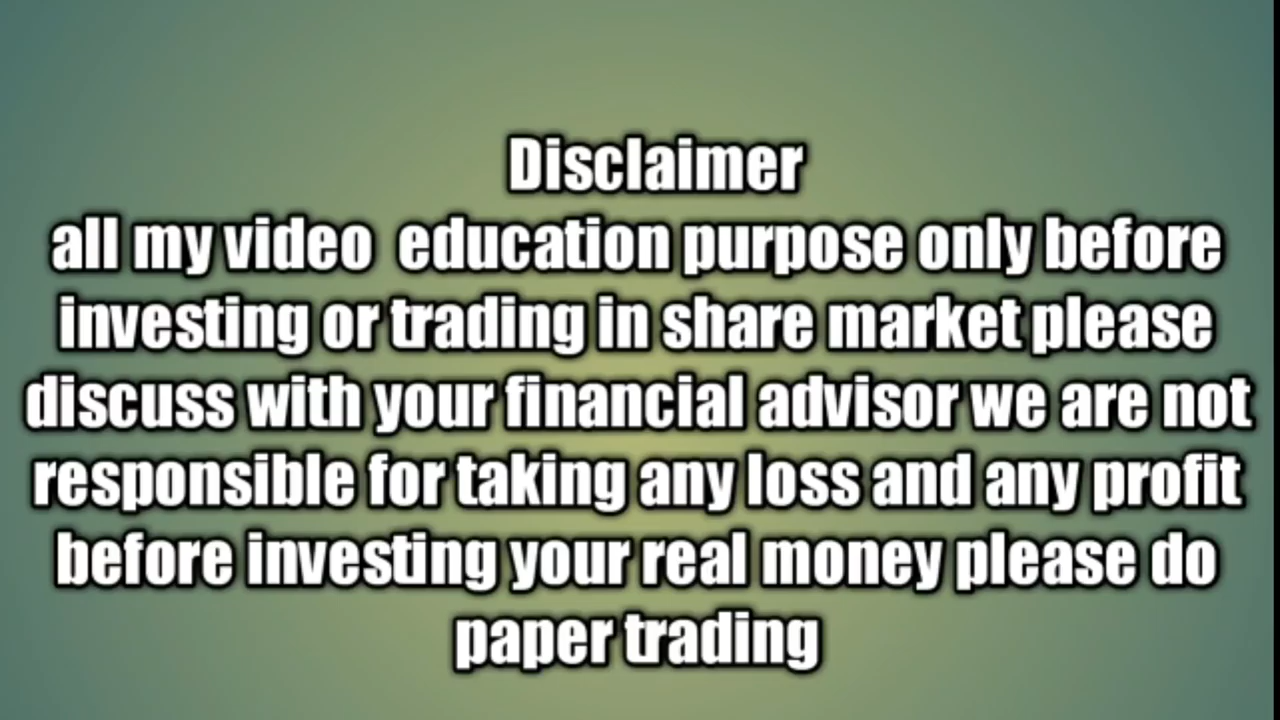 Disclaimer
all my video education purpose only before
investing or trading in share market please
discuss with your financial advisor we are not
responsible for taking any loss and any profit
before investing your real money please do
paper trading